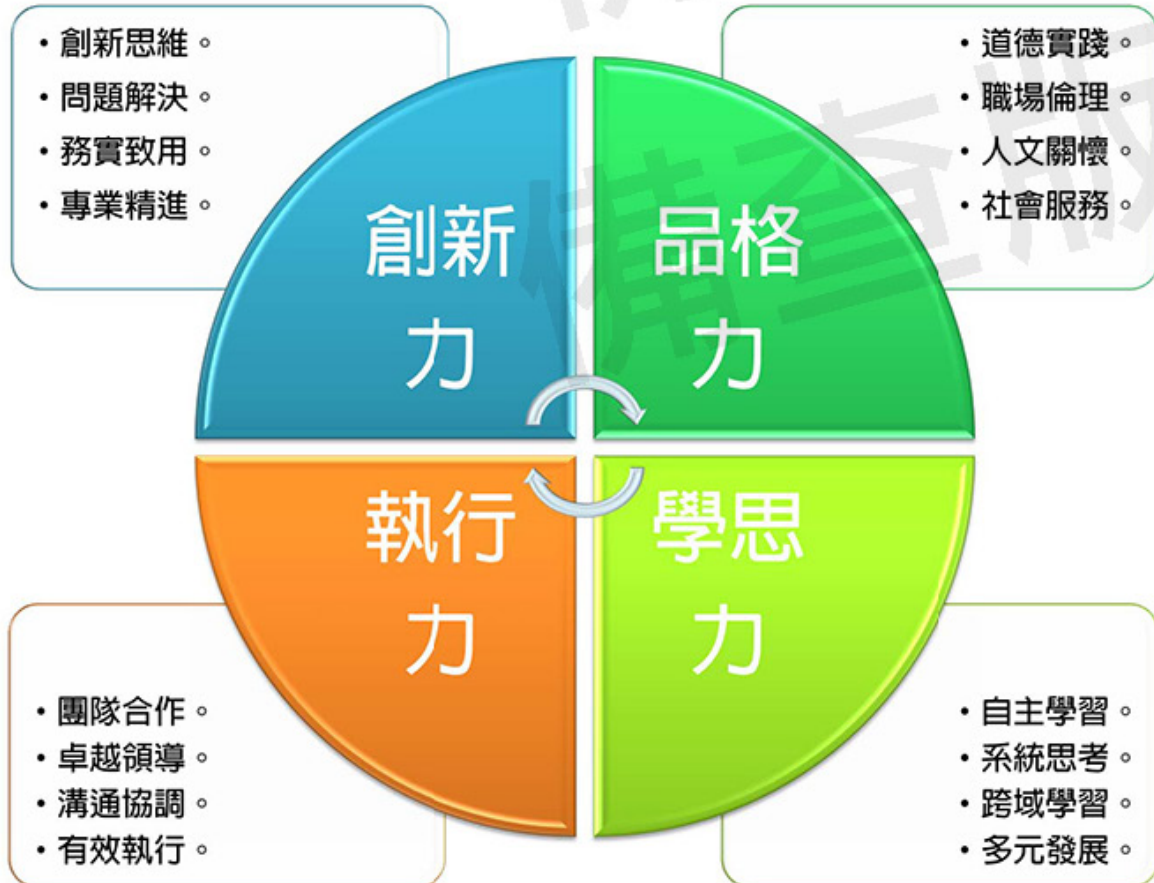 • 創新思維。
• 問題解決。
• 務實致用。
• 專業精進。
• 道德實踐。
• 職場倫理。
• 人文關懷。
• 社會服務。
創新
力
品格
力
執行
力
學思
力
• 團隊合作。
• 卓越領導。
• 溝通協調。
• 有效執行。
• 自主學習。
• 系統思考。
• 跨域學習。
• 多元發展。
備查版